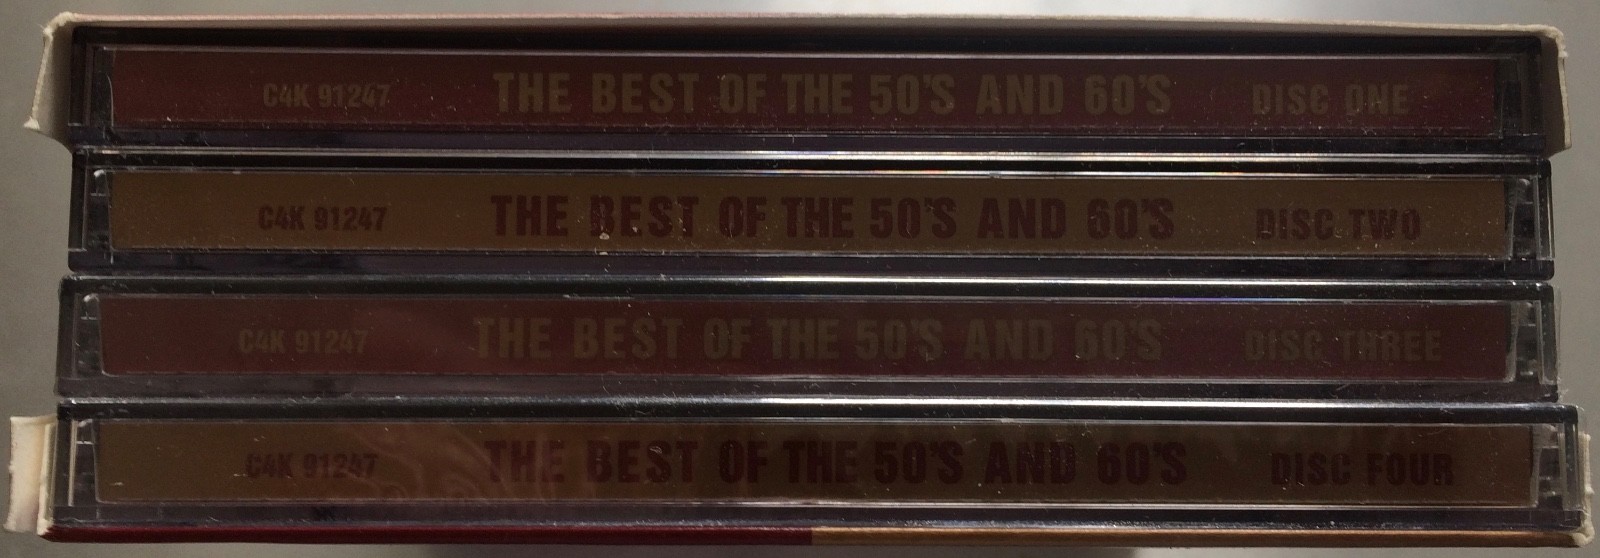 C4K 91247 THE BEST OF THE 50'S AND 60'S DISC ONE
C4K 91247 THE BEST OF THE 50'S AND 60'S DISC TWO
C4K 91247 THE BEST OF THE 50'S AND 60'S DISC THREE
C4K 91247 THE BEST OF THE 50'S AND 60'S DISC FOUR